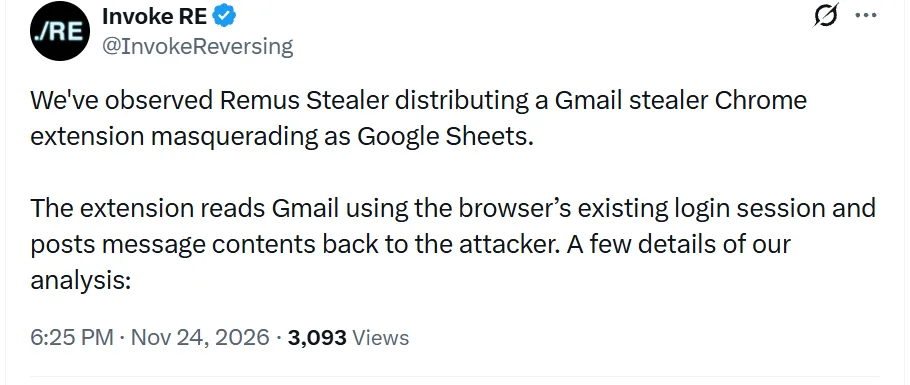 ./RE
Invoke RE
@InvokeReversing
We've observed Remus Stealer distributing a Gmail stealer Chrome
extension masquerading as Google Sheets.
The extension reads Gmail using the browser’s existing login session and
posts message contents back to the attacker. A few details of our
analysis:
6:25 PM · Nov 24, 2026 · 3,093 Views